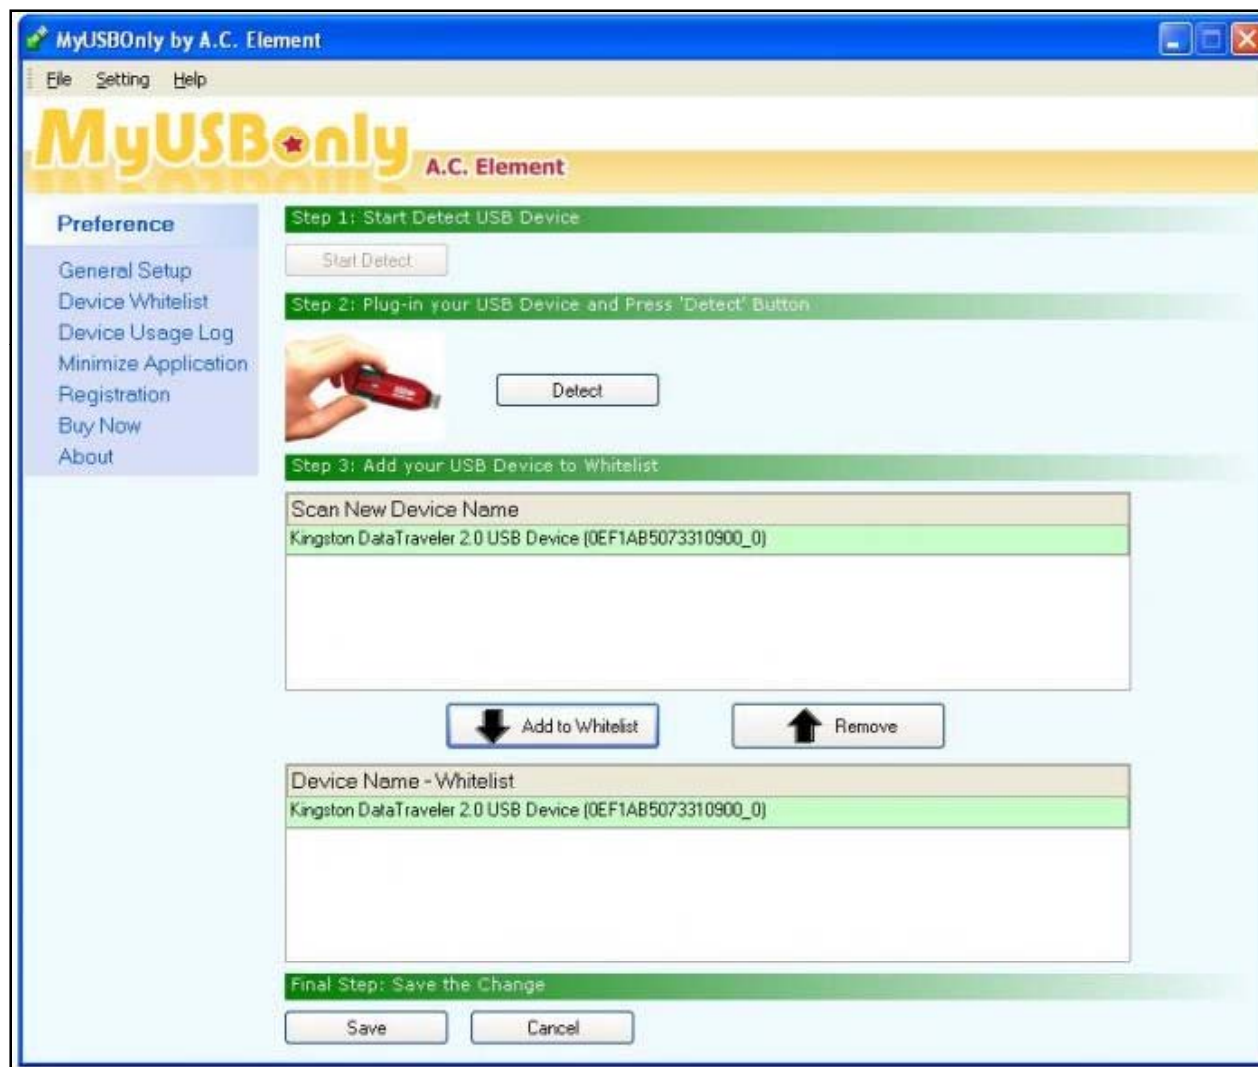 MyUSBOnly by A.C. Element
File Setting Help
MyUSBonly
A.C. Element
Preference
General Setup
Device Whitelist
Device Usage Log
Minimize Application
Registration
Buy Now
About
Step 1: Start Detect USB Device
Start Detect
Step 2: Plug-in your USB Device and Press 'Detect' Button
Detect
Step 3: Add your USB Device to Whitelist
Scan New Device Name
Kingston DataTraveler 2.0 USB Device (0EF1AB5073310900_0)
Add to Whitelist
Remove
Device Name - Whitelist
Kingston DataTraveler 2.0 USB Device (0EF1AB5073310900_0)
Final Step: Save the Change
Save
Cancel